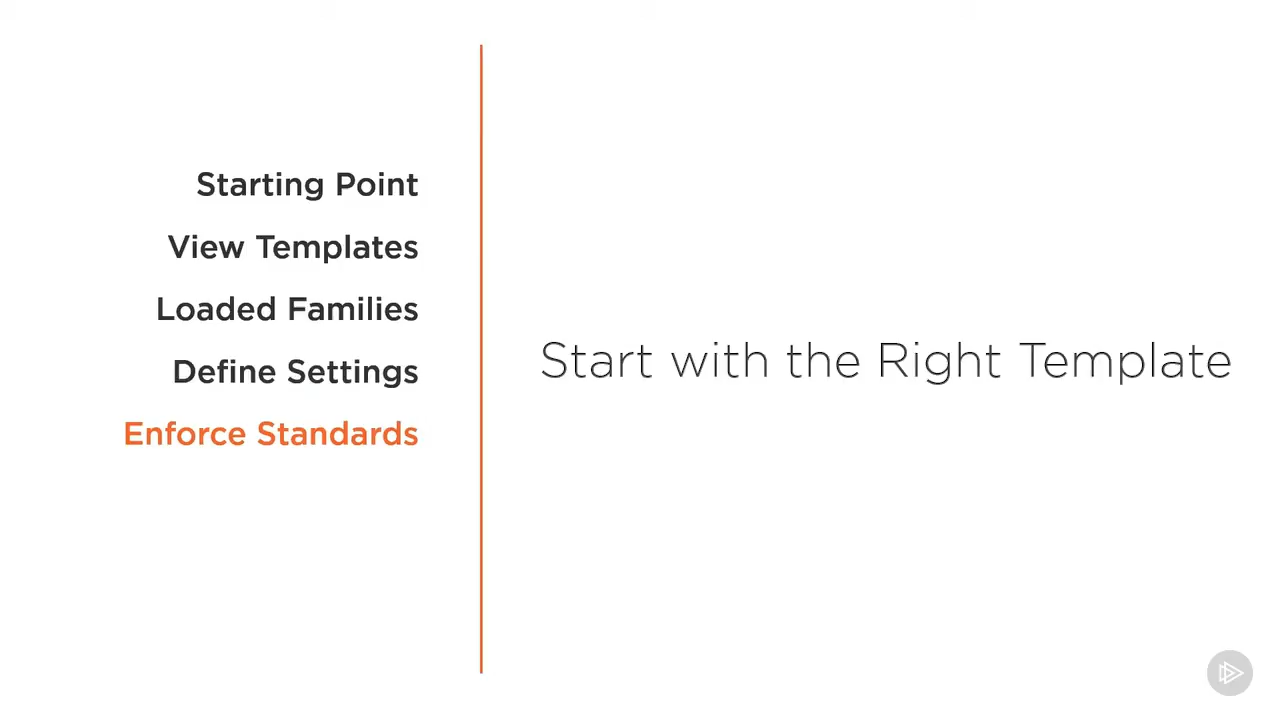 Starting Point
View Templates
Loaded Families
Define Settings
Enforce Standards
Start with the Right Template